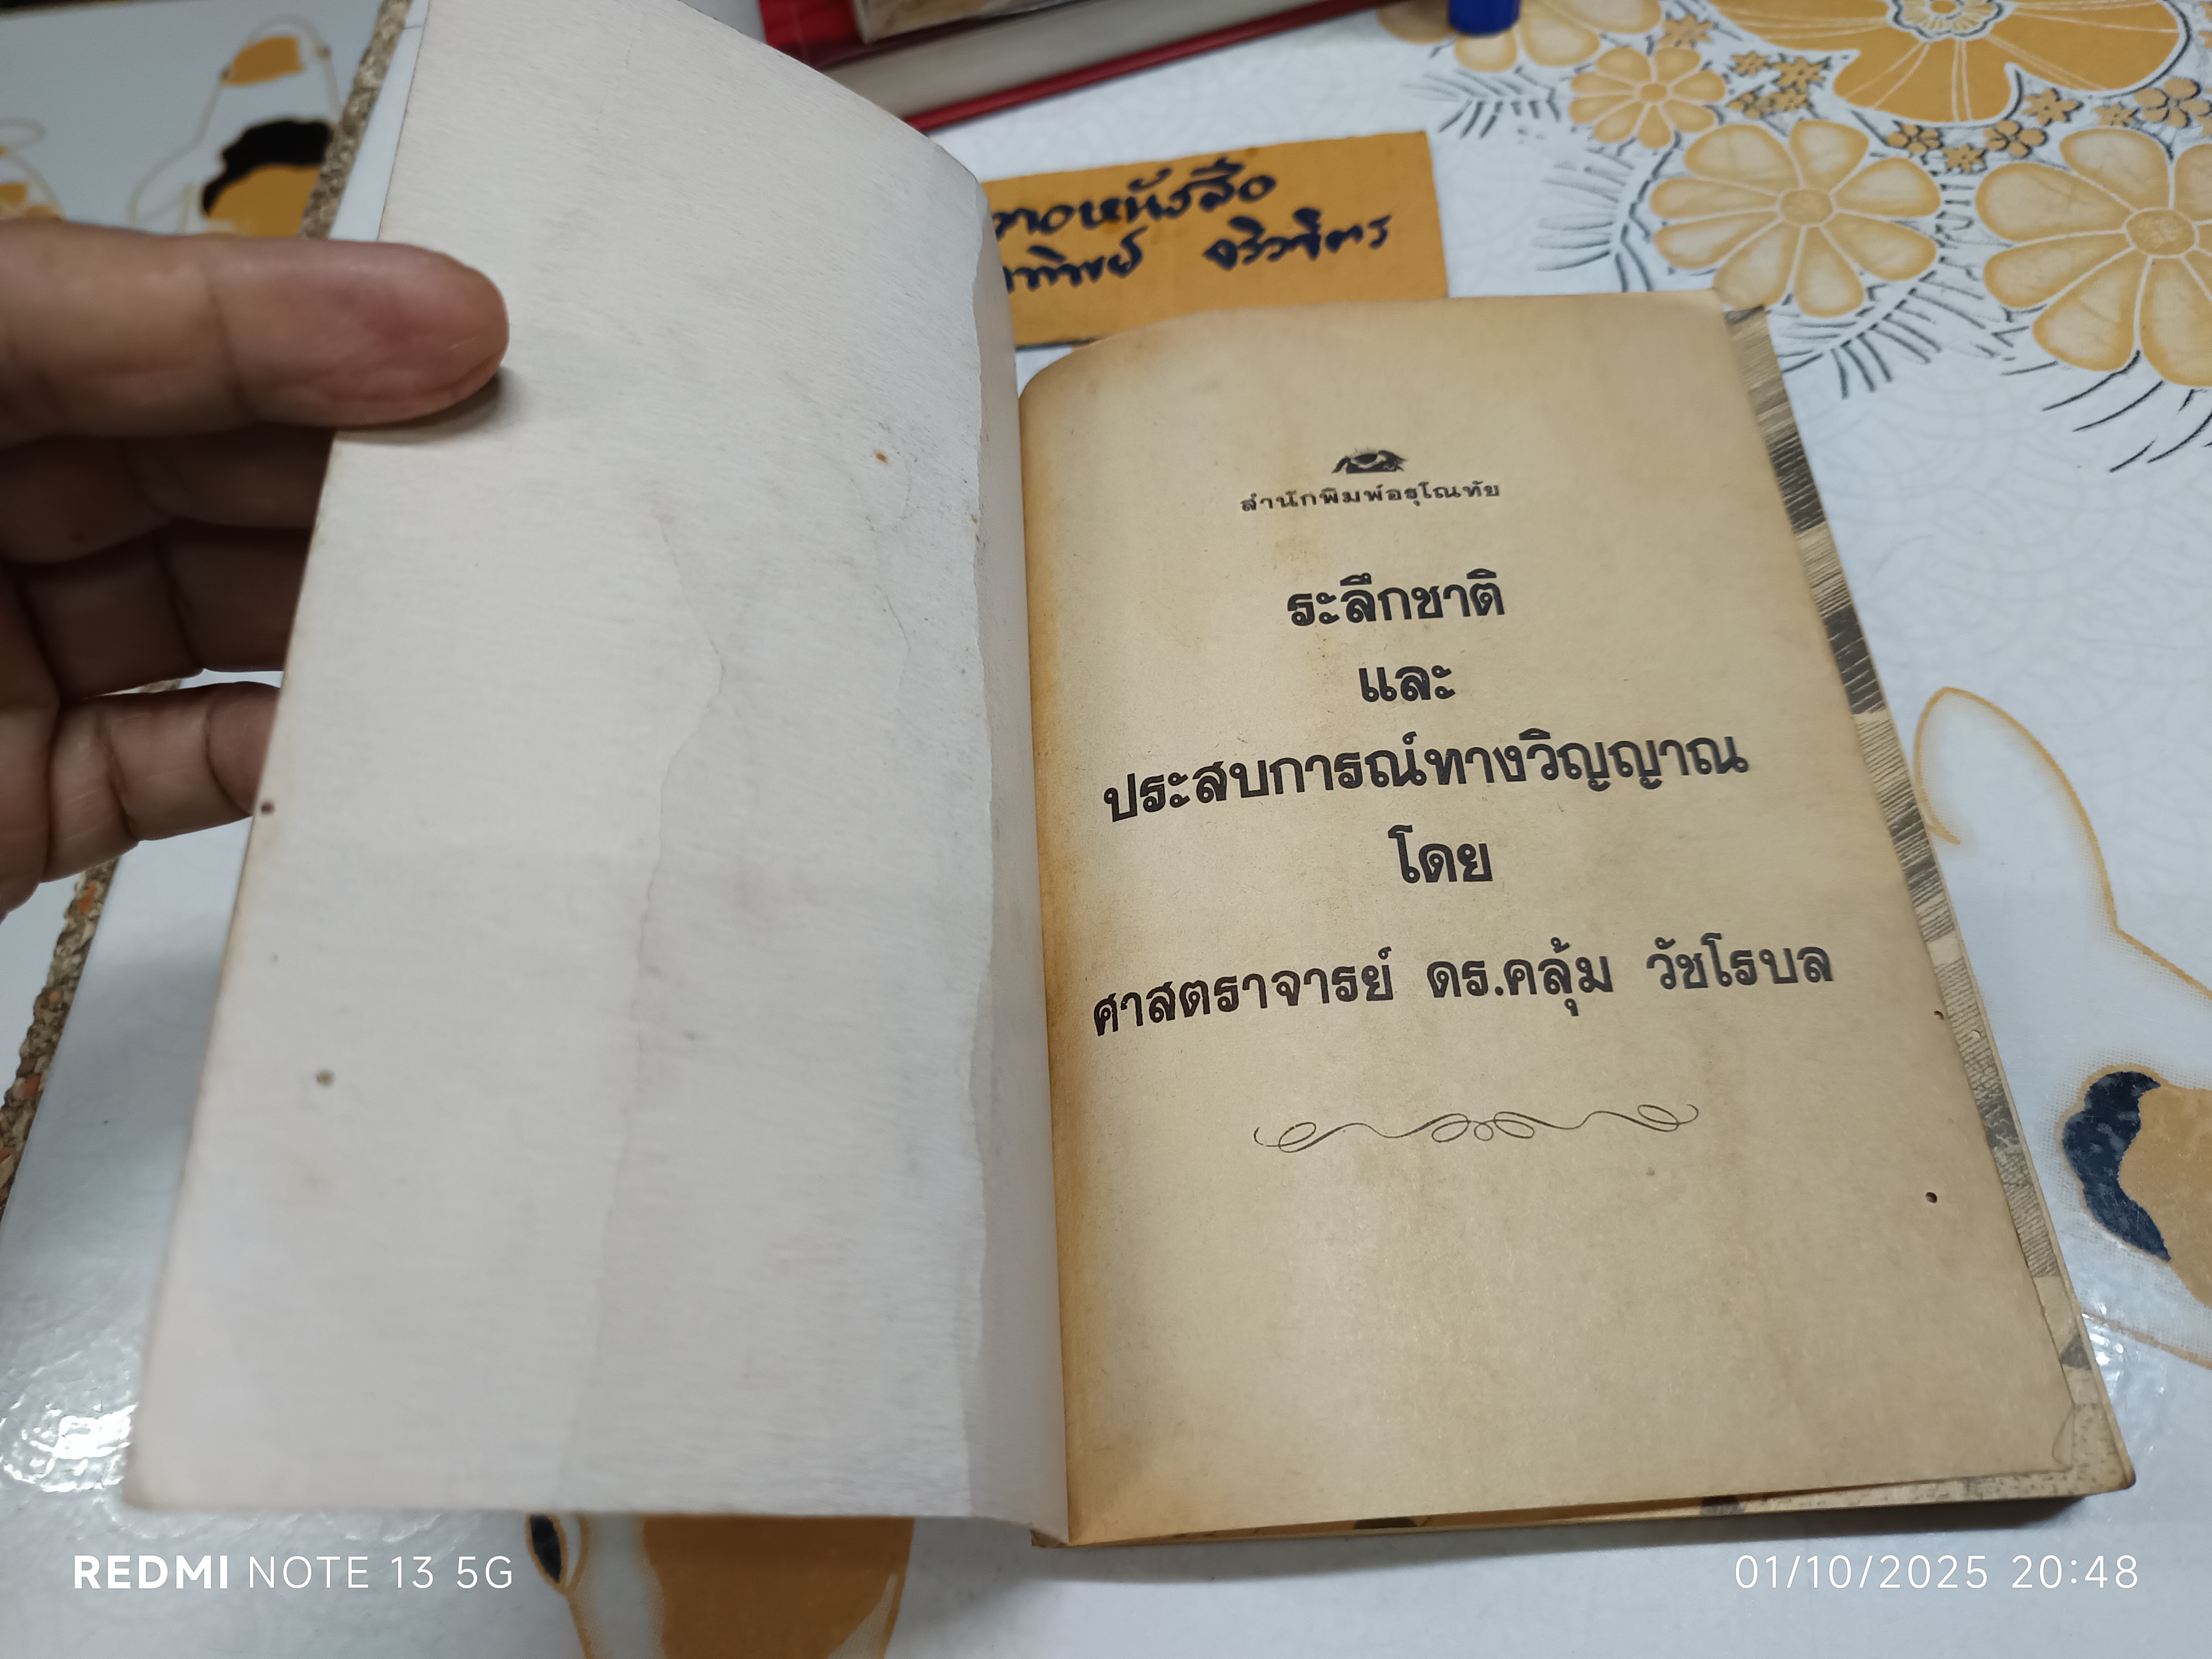 สำนักพิมพ์อรุโณทัย
ระลึกชาติ
และ
ประสบการณ์ทางวิญญาณ
โดย
ศาสตราจารย์ ดร.คลุ้ม วัชโรบล
REDMI NOTE 13 5G
01/10/2025 20:48